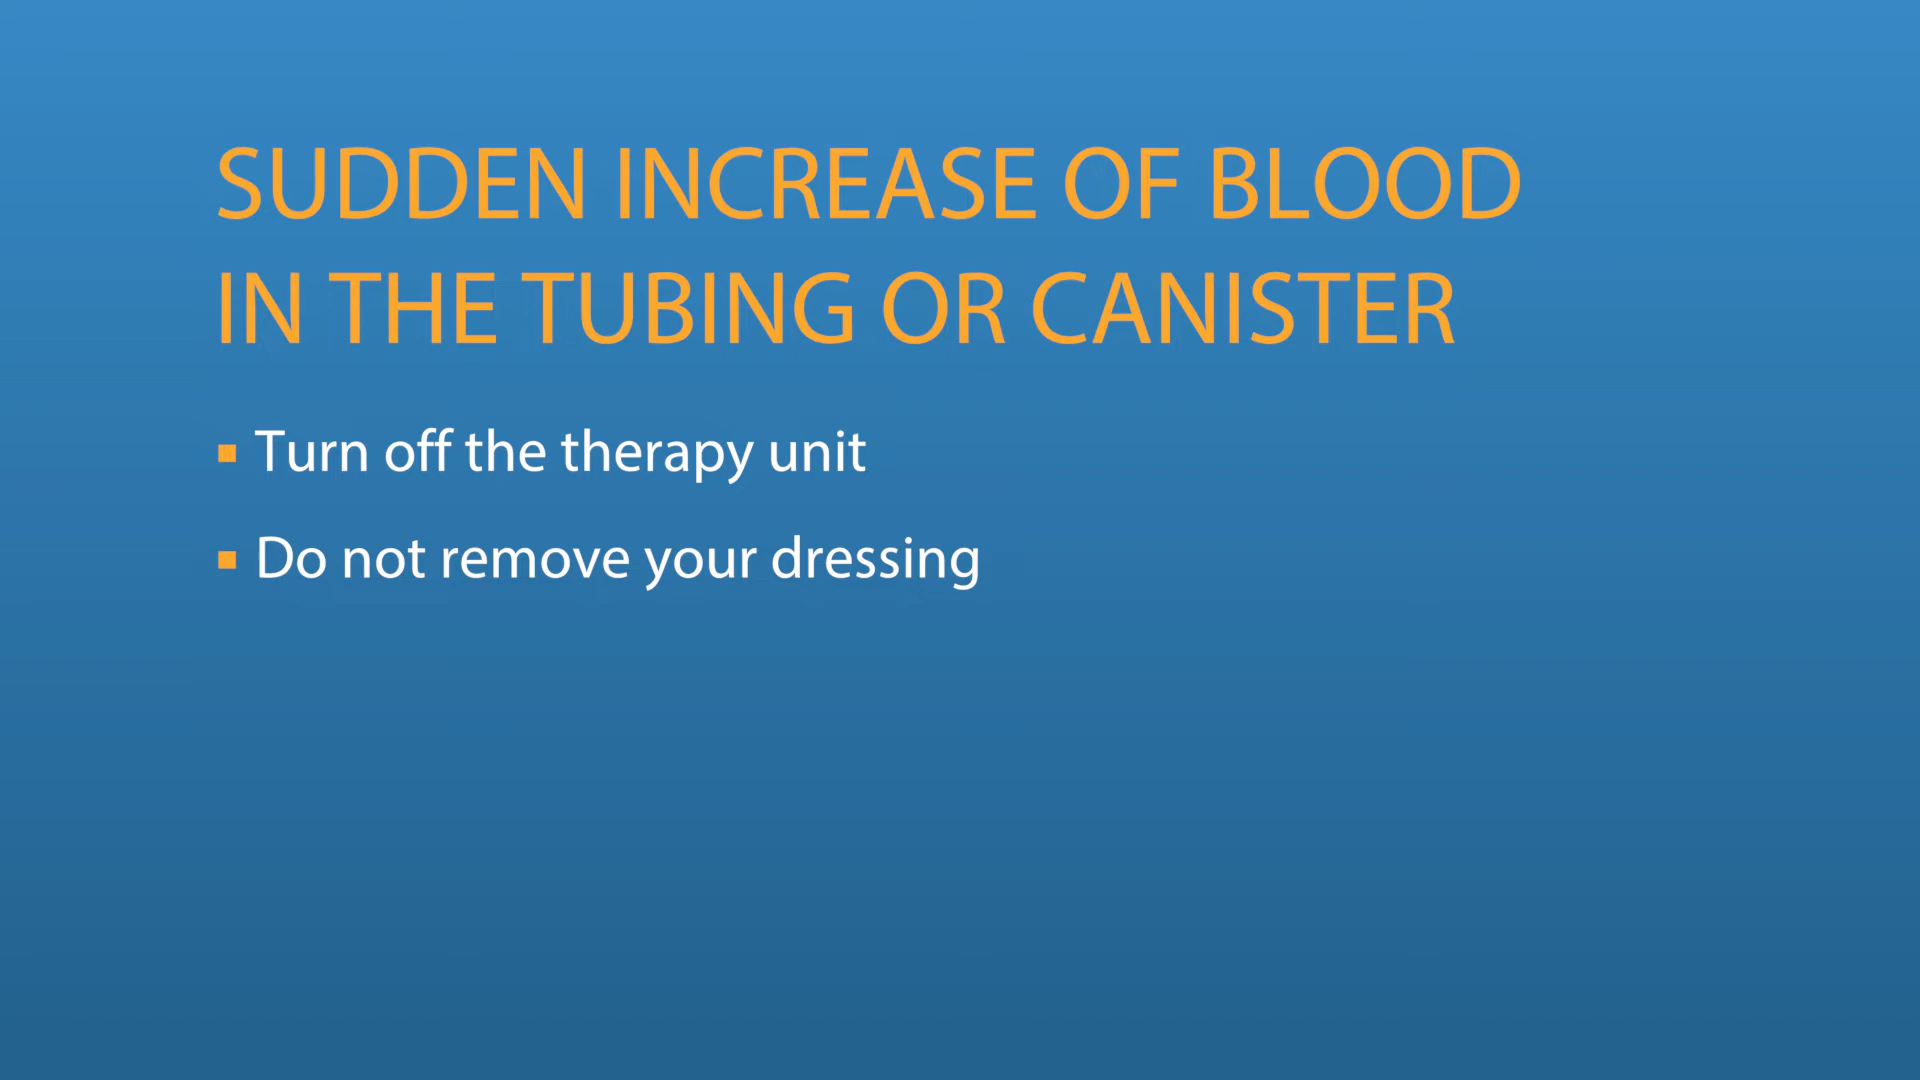 SUDDEN INCREASE OF BLOOD
IN THE TUBING OR CANISTER
Turn off the therapy unit
Do not remove your dressing